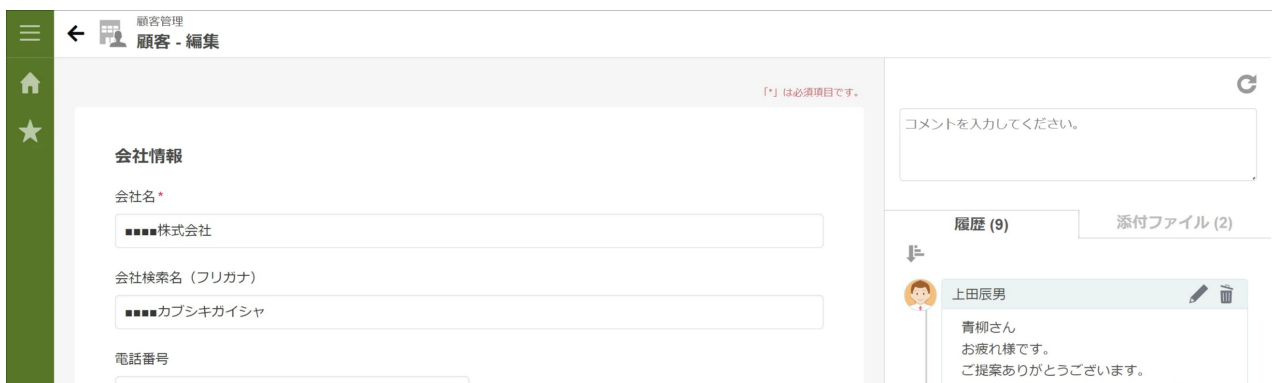 顧客管理
顧客 - 編集
「*」は必須項目です。
会社情報
会社名*
■■■■株式会社
会社検索名（フリガナ）
■■■■カブシキガイシャ
電話番号
コメントを入力してください。
履歴 (9)
添付ファイル (2)
上田辰男
青柳さん
お疲れ様です。
ご提案ありがとうございます。